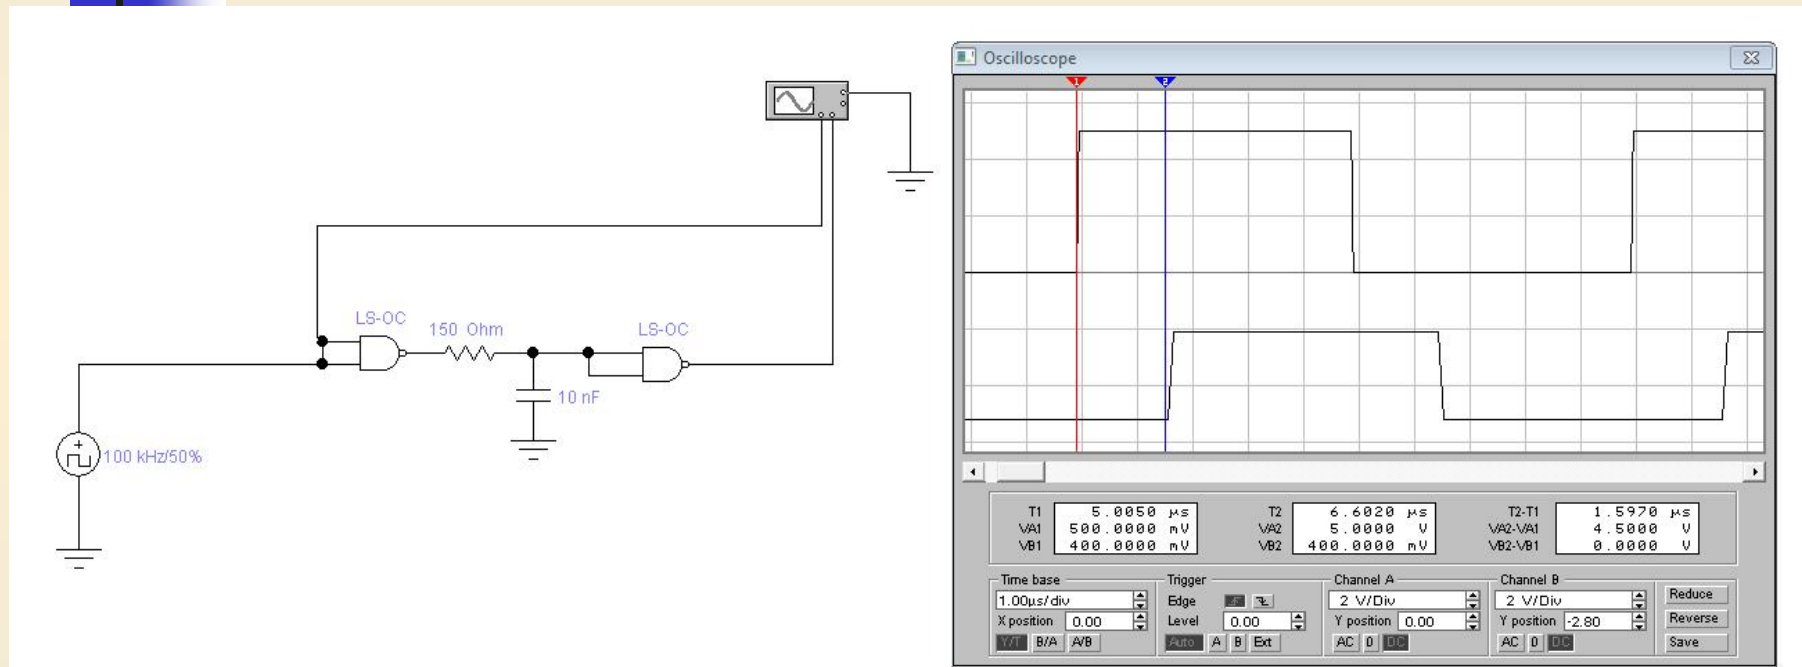 LS-OC
150 Ohm
LS-OC
10 nF
100 kHz/50%
Oscilloscope
1
2
T1 5.0050 µs
VA1 500.0000 mV
VB1 400.0000 mV
T2 6.6020 µs
VA2 5.0000 V
VB2 400.0000 mV
T2-T1 1.5970 µs
VA2-VA1 4.5000 V
VB2-VB1 0.0000 V
Time base
1.00µs/div
X position 0.00
Y/T B/A A/B
Trigger
Edge
Level 0.00
Auto A B Ext
Channel A
2 V/Div
Y position 0.00
AC 0 DC
Channel B
2 V/Div
Y position -2.80
AC 0 DC
Reduce
Reverse
Save